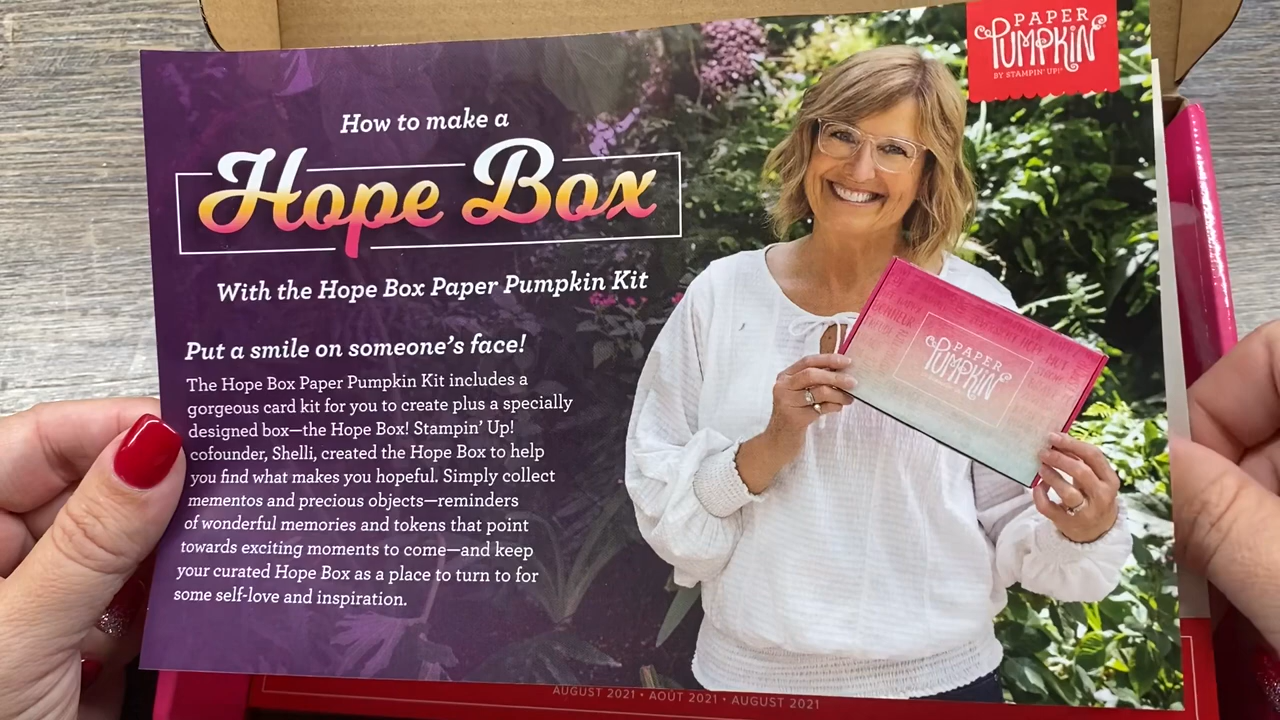 How to make a
Hope Box
With the Hope Box Paper Pumpkin Kit
Put a smile on someone's face!
The Hope Box Paper Pumpkin Kit includes a
gorgeous card kit for you to create plus a specially
designed box—the Hope Box! Stampin' Up!
cofounder, Shelli, created the Hope Box to help
you find what makes you hopeful. Simply collect
mementos and precious objects—reminders
of wonderful memories and tokens that point
towards exciting moments to come—and keep
your curated Hope Box as a place to turn to for
some self-love and inspiration.
PAPER
PUMPKIN
BY STAMPIN' UP!®
PAPER
PUMPKIN
AUGUST 2021 • AOÛT 2021 • AUGUST 2021